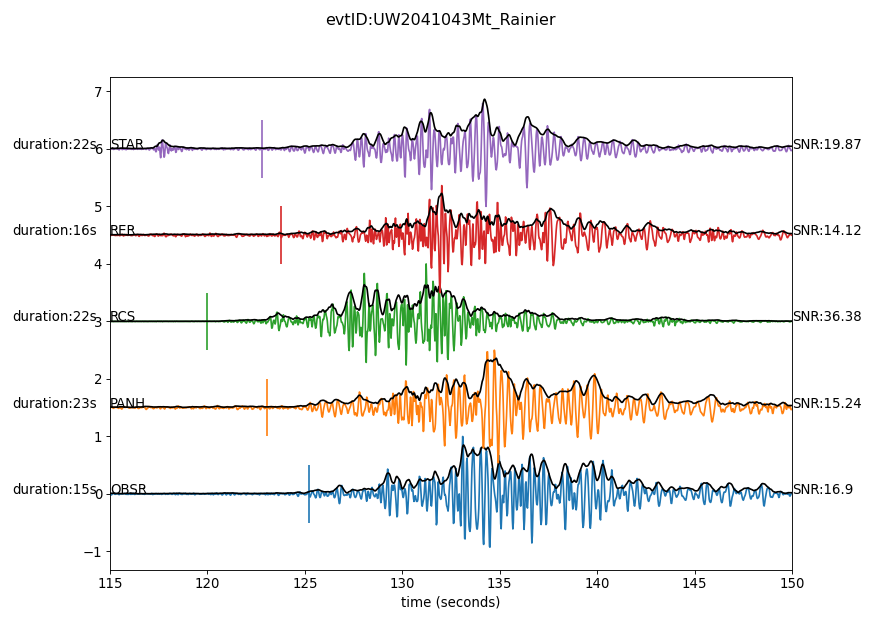 evtID:UW2041043Mt_Rainier
7
duration:22s STAR SNR:19.87
6
5
duration:16s RER SNR:14.12
4
duration:22s RCS SNR:36.38
3
2
duration:23s PANH SNR:15.24
1
duration:15s OBSR SNR:16.9
0
−1
115 120 125 130 135 140 145 150
time (seconds)